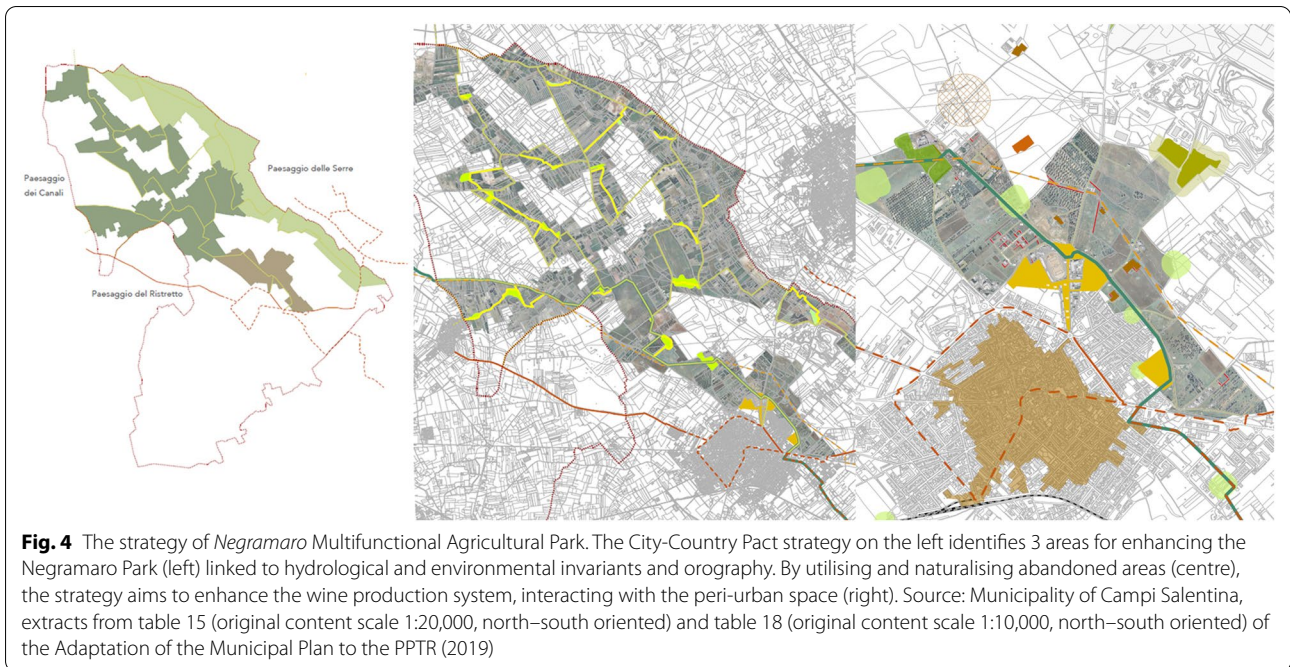 Paesaggio delle Serre
Paesaggio
dei Canali
Paesaggio del Ristretto
Fig. 4 The strategy of Negramaro Multifunctional Agricultural Park. The City-Country Pact strategy on the left identifies 3 areas for enhancing the
Negramaro Park (left) linked to hydrological and environmental invariants and orography. By utilising and naturalising abandoned areas (centre),
the strategy aims to enhance the wine production system, interacting with the peri-urban space (right). Source: Municipality of Campi Salentina,
extracts from table 15 (original content scale 1:20,000, north–south oriented) and table 18 (original content scale 1:10,000, north–south oriented) of
the Adaptation of the Municipal Plan to the PPTR (2019)